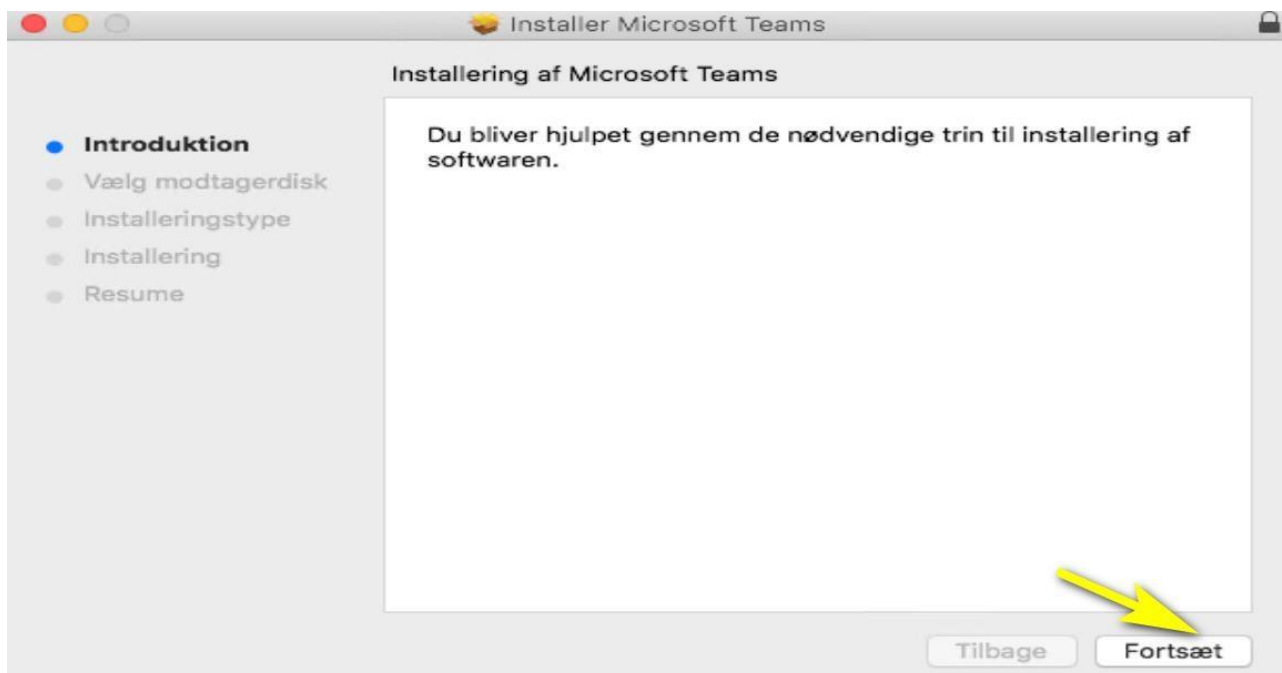 Installer Microsoft Teams
Installering af Microsoft Teams
Introduktion
Vælg modtagerdisk
Installeringstype
Installering
Resume
Du bliver hjulpet gennem de nødvendige trin til installering af
softwaren.
Tilbage
Fortsæt